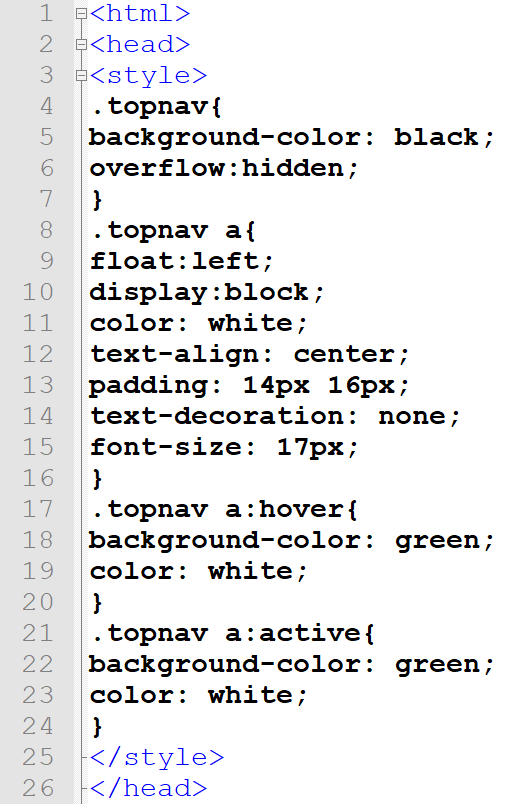 1 <html>
2 <head>
3 <style>
4 .topnav{
5 background-color: black;
6 overflow:hidden;
7 }
8 .topnav a{
9 float:left;
10 display:block;
11 color: white;
12 text-align: center;
13 padding: 14px 16px;
14 text-decoration: none;
15 font-size: 17px;
16 }
17 .topnav a:hover{
18 background-color: green;
19 color: white;
20 }
21 .topnav a:active{
22 background-color: green;
23 color: white;
24 }
25 </style>
26 </head>